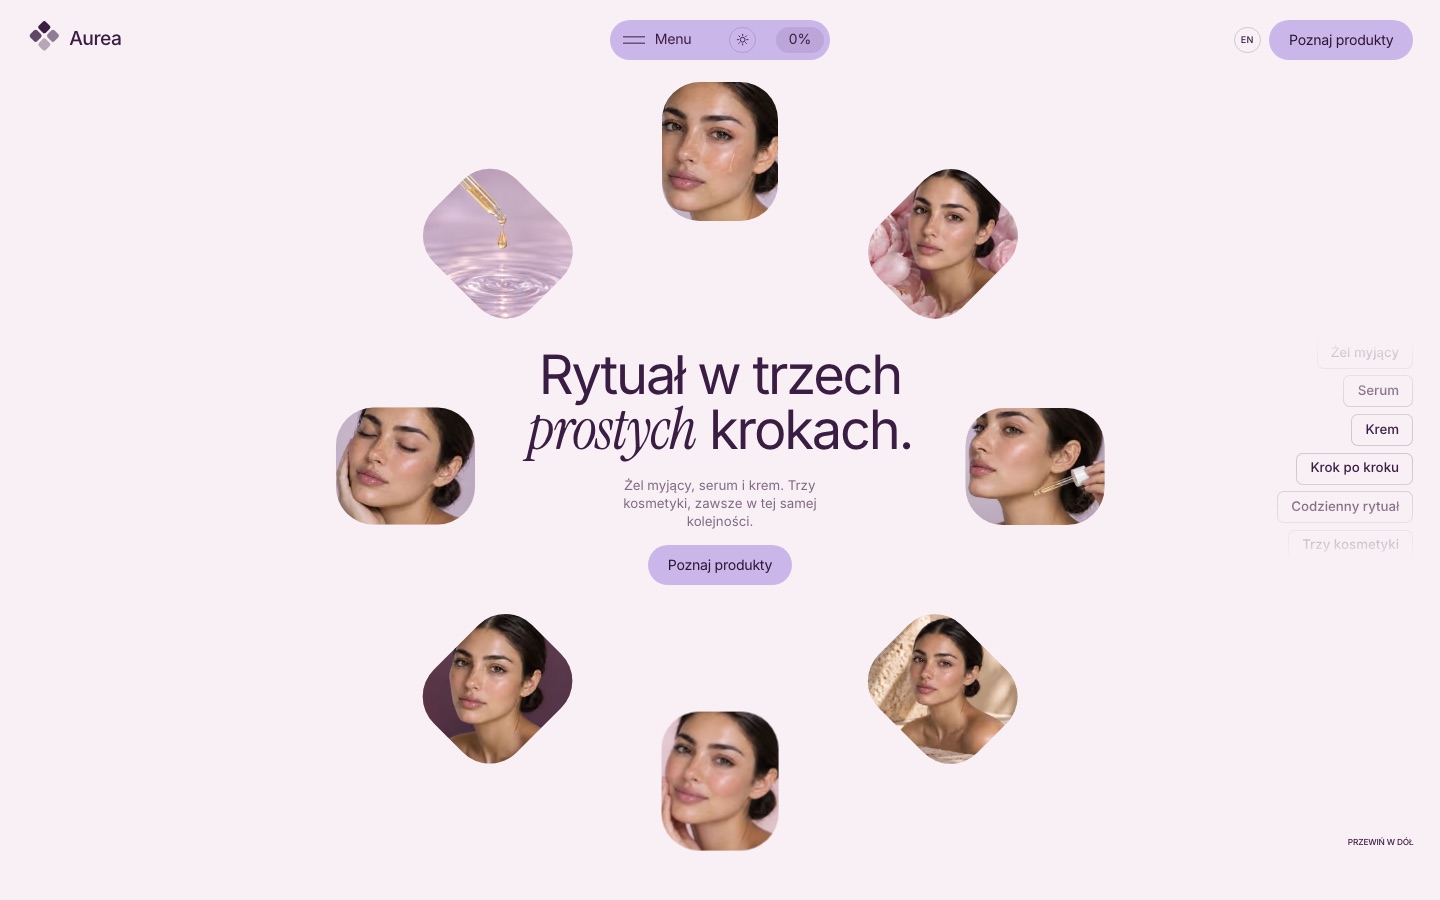 Aurea
Menu
0%
EN
Poznaj produkty
Rytuał w trzech
prostych krokach.
Żel myjący, serum i krem. Trzy
kosmetyki, zawsze w tej samej
kolejności.
Poznaj produkty
Żel myjący
Serum
Krem
Krok po kroku
Codzienny rytuał
Trzy kosmetyki
PRZEWIŃ W DÓŁ